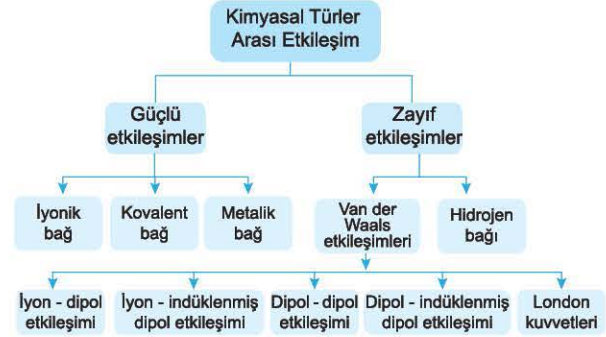 Kimyasal Türler
Arası Etkileşim
Güçlü
etkileşimler
Zayıf
etkileşimler
İyonik
bağ
Kovalent
bağ
Metalik
bağ
Van der
Waals
etkileşimleri
Hidrojen
bağı
İyon - dipol
etkileşimi
İyon - indüklenmiş
dipol etkileşimi
Dipol - dipol
etkileşimi
Dipol - indüklenmiş
dipol etkileşimi
London
kuvvetleri